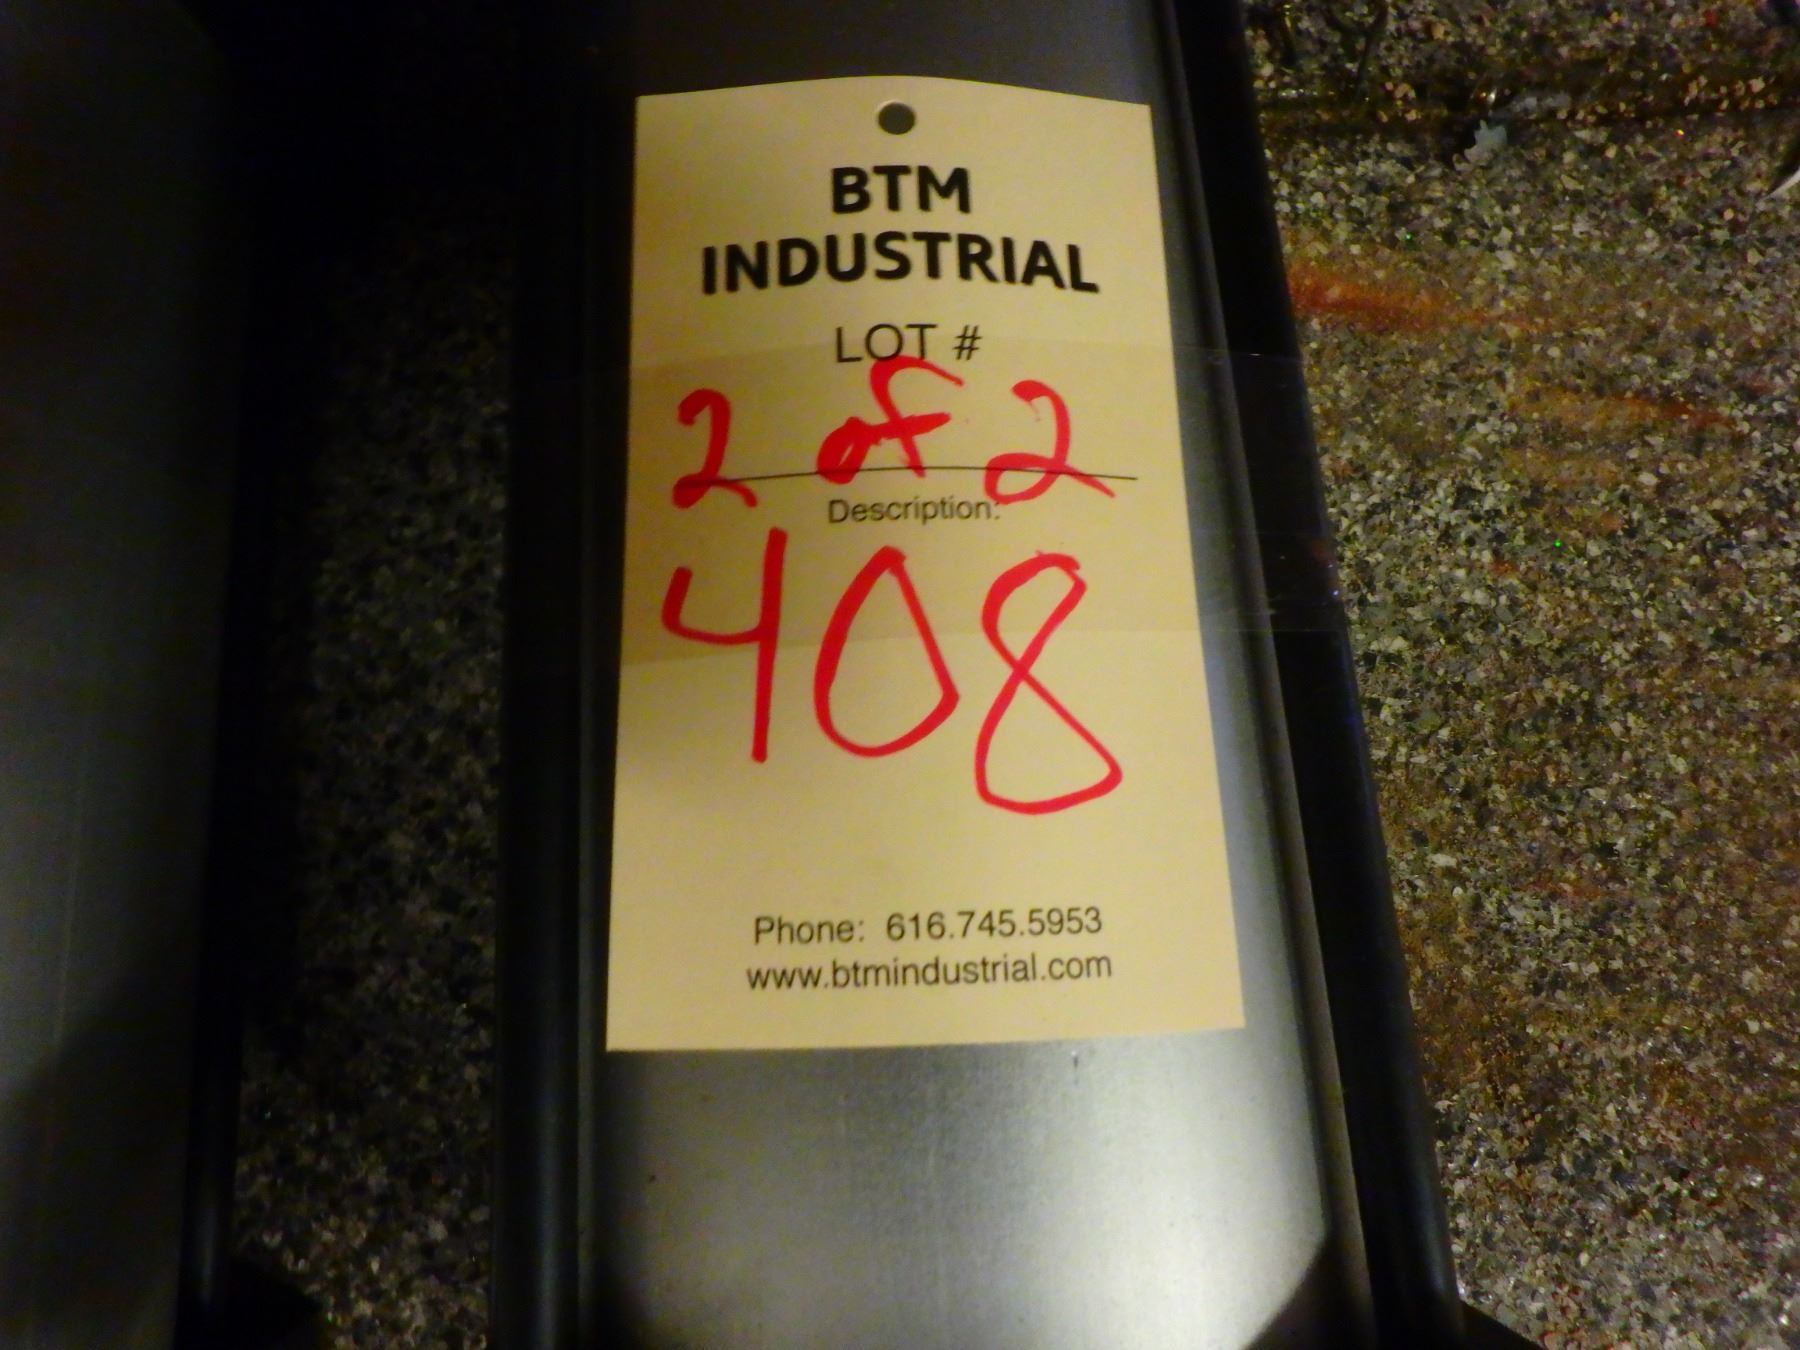 BTM
INDUSTRIAL
LOT #
2 of 2
Description:
408
Phone: 616.745.5953
www.btmindustrial.com